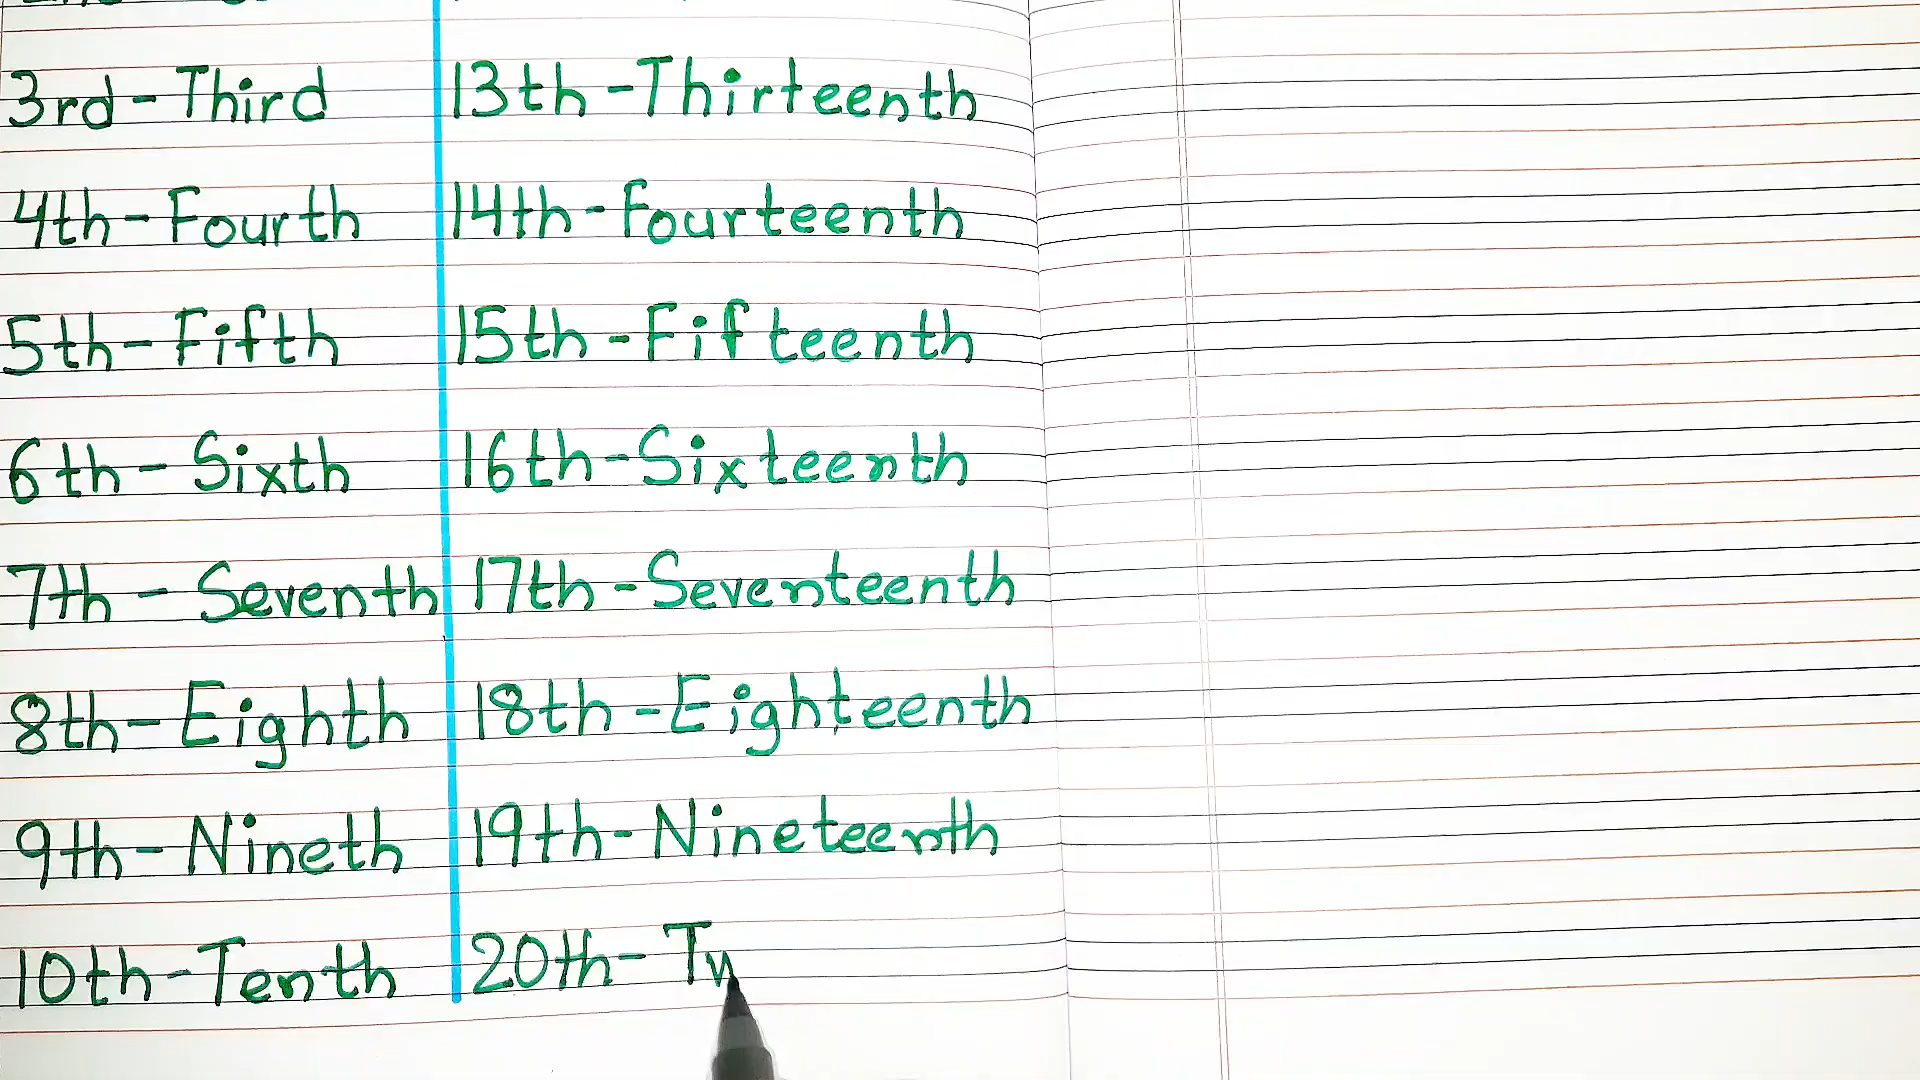 3rd-Third 13th-Thirteenth
4th-Fourth 14th-Fourteenth
5th-Fifth 15th-Fifteenth
6th-Sixth 16th-Sixteenth
7th-Seventh 17th-Seventeenth
8th-Eighth 18th-Eighteenth
9th-Nineth 19th-Nineteenth
10th-Tenth 20th-Tw